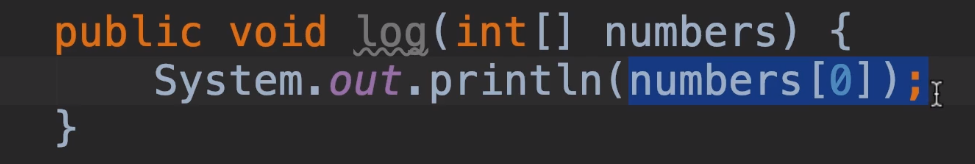 public void log(int[] numbers) {
System.out.println(numbers[0]);
}